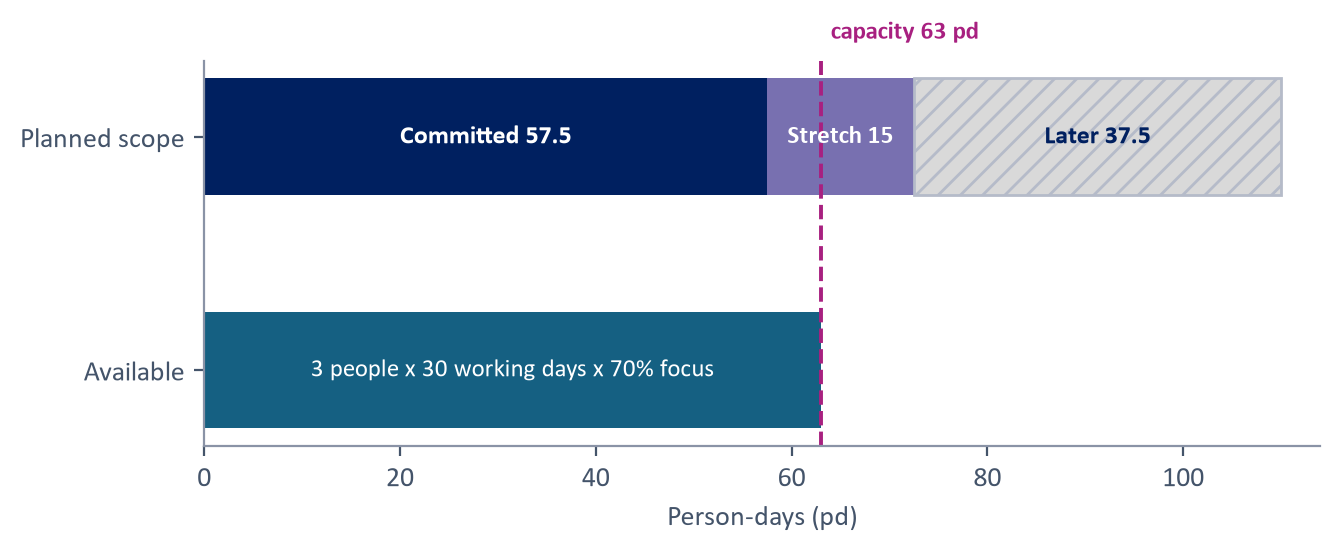 capacity 63 pd
Planned scope
Committed 57.5
Stretch 15
Later 37.5
Available
3 people x 30 working days x 70% focus
0 20 40 60 80 100
Person-days (pd)